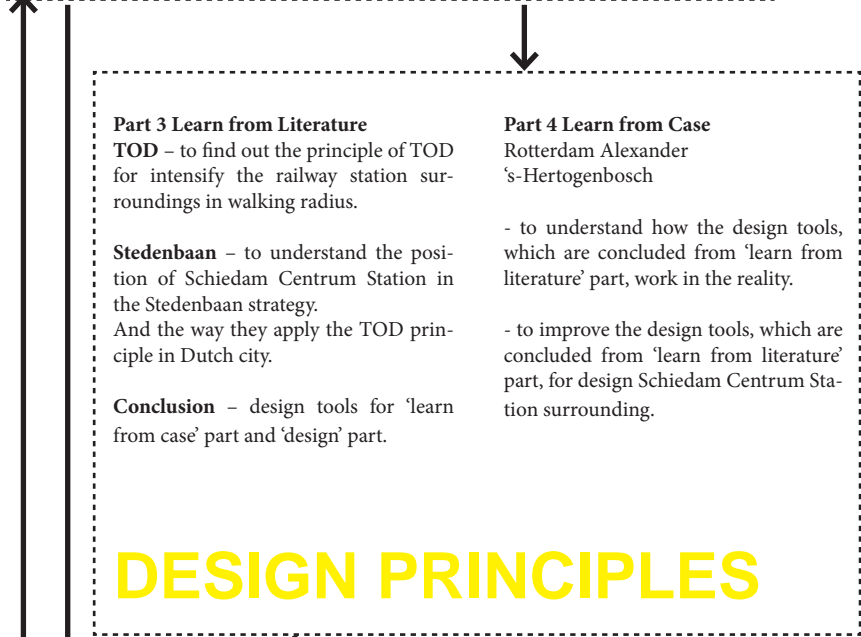 Part 3 Learn from Literature
TOD – to find out the principle of TOD
for intensify the railway station sur-
roundings in walking radius.
Stedenbaan – to understand the posi-
tion of Schiedam Centrum Station in
the Stedenbaan strategy.
And the way they apply the TOD prin-
ciple in Dutch city.
Conclusion – design tools for ‘learn
from case’ part and ‘design’ part.
Part 4 Learn from Case
Rotterdam Alexander
‘s-Hertogenbosch
- to understand how the design tools,
which are concluded from ‘learn from
literature’ part, work in the reality.
- to improve the design tools, which are
concluded from ‘learn from literature’
part, for design Schiedam Centrum Sta-
tion surrounding.
DESIGN PRINCIPLES